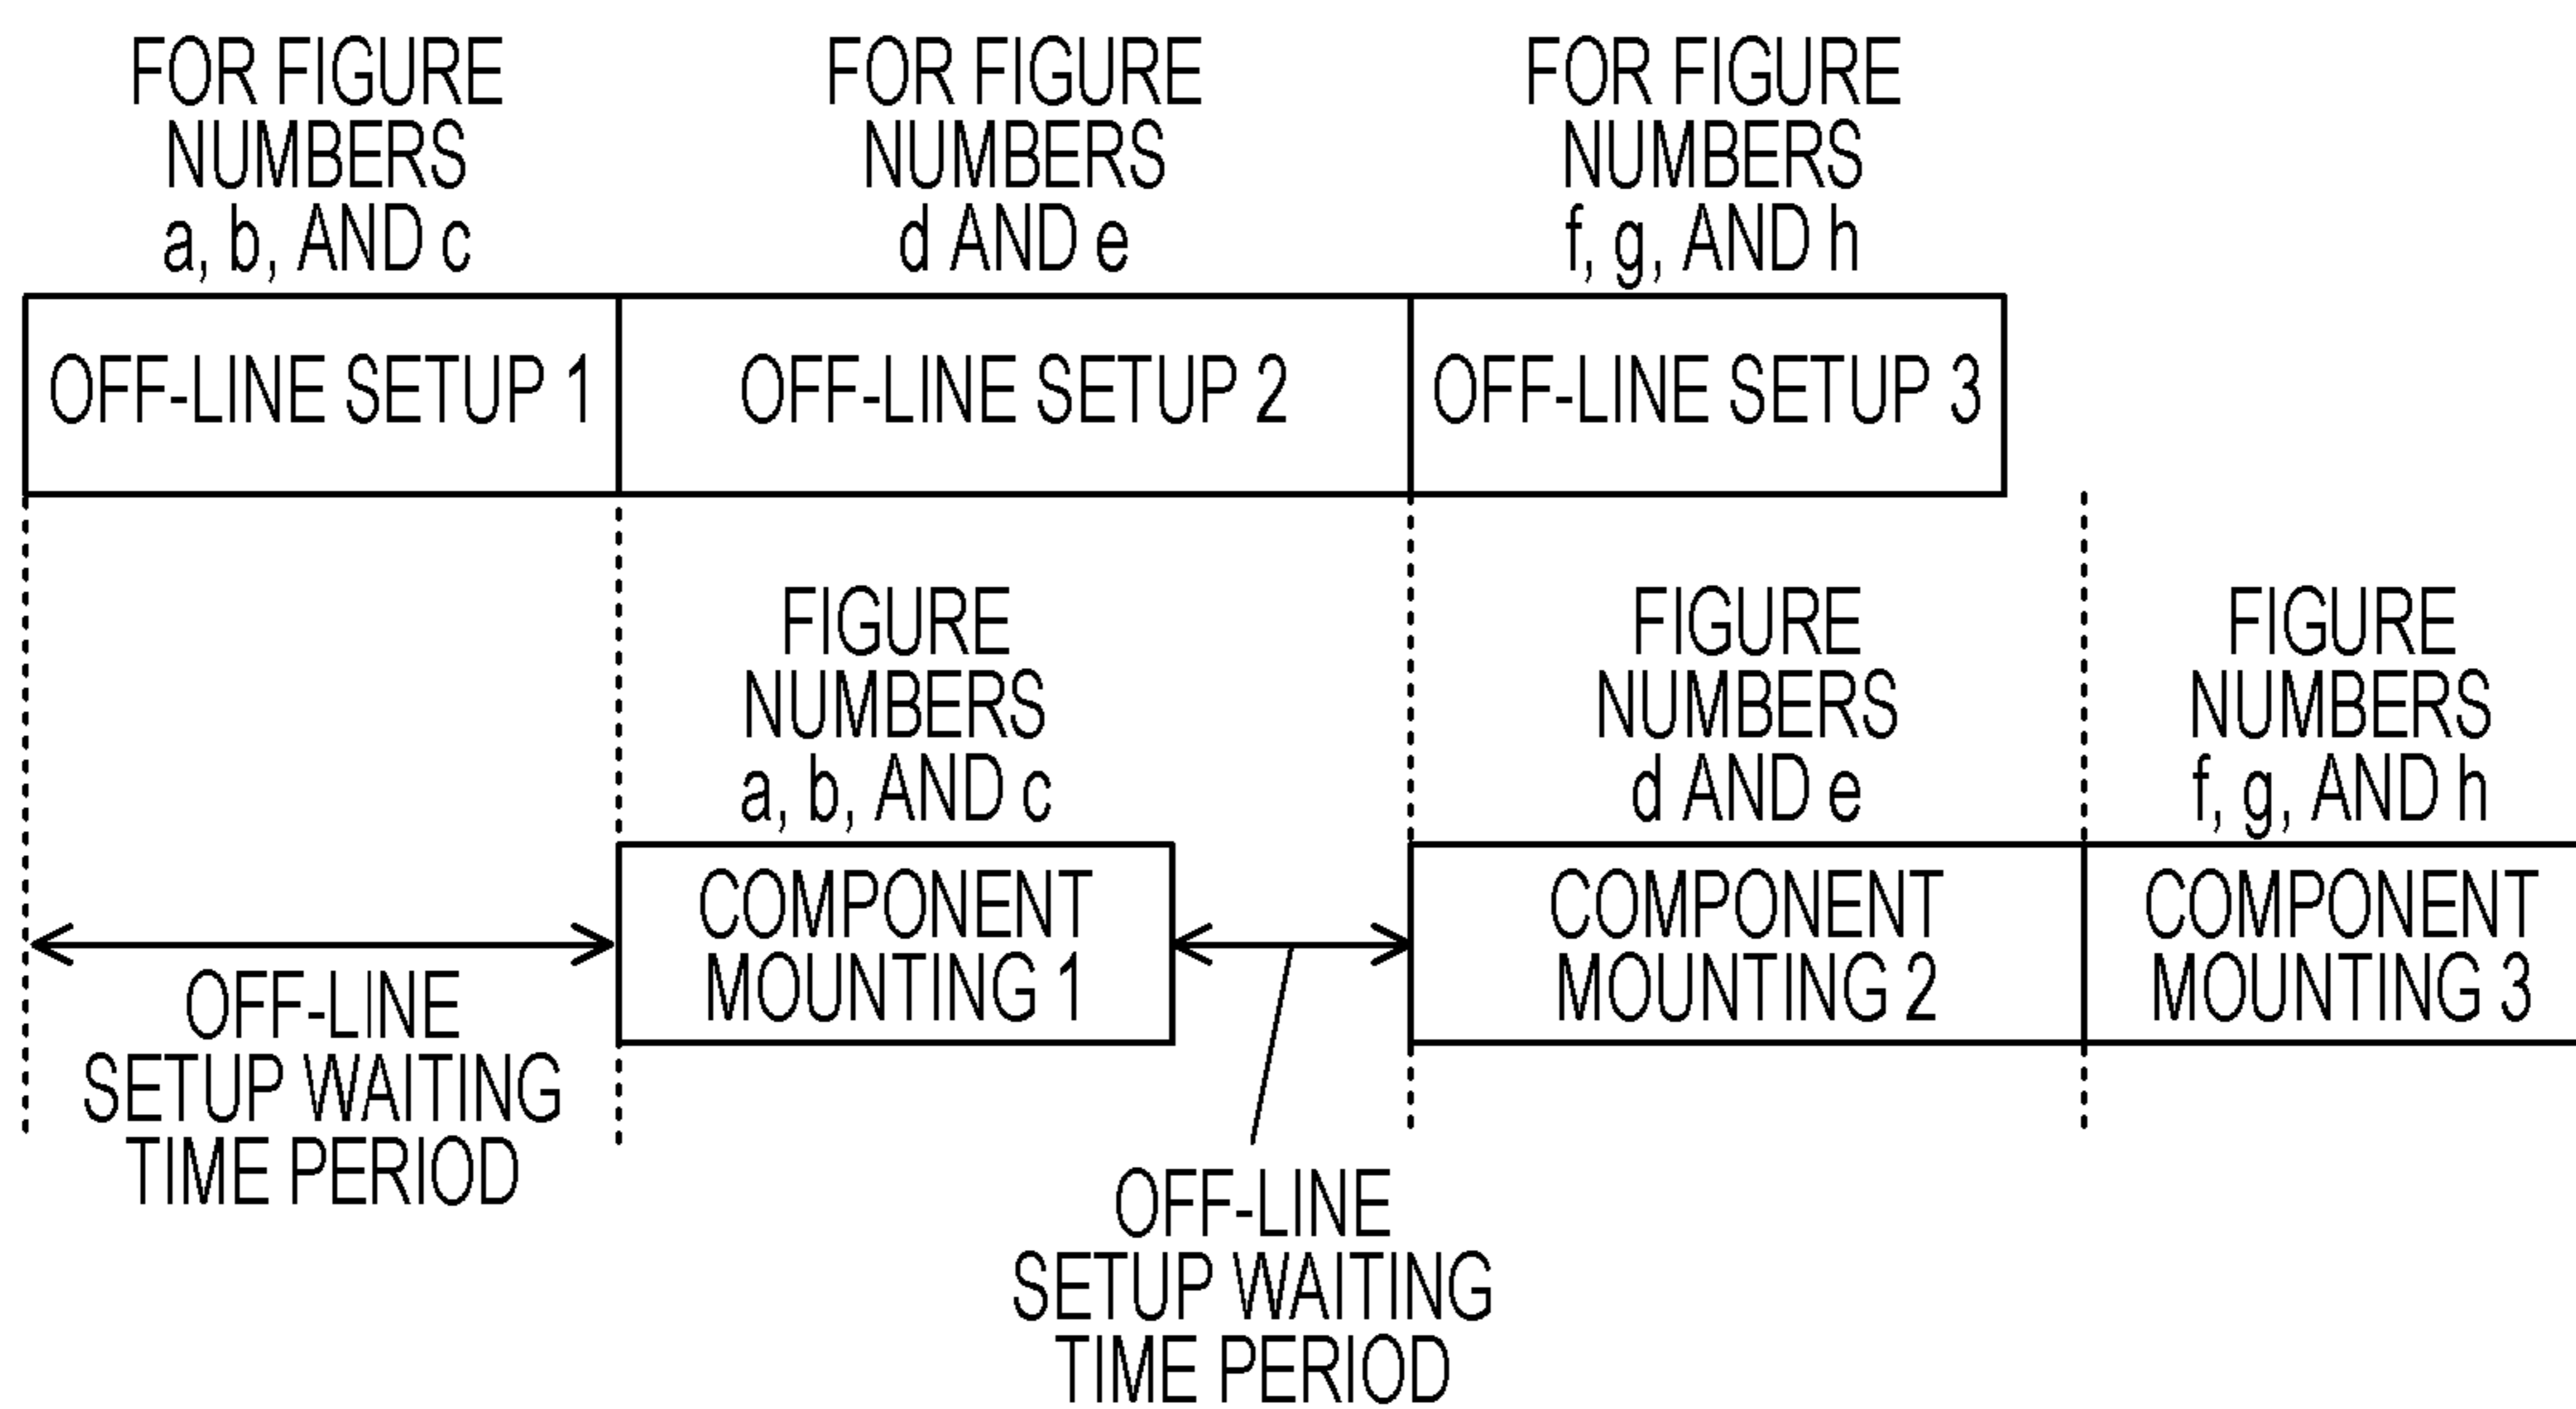 FOR FIGURE
NUMBERS
a, b, AND c
FOR FIGURE
NUMBERS
d AND e
FOR FIGURE
NUMBERS
f, g, AND h
OFF-LINE SETUP 1
OFF-LINE SETUP 2
OFF-LINE SETUP 3
FIGURE
NUMBERS
a, b, AND c
FIGURE
NUMBERS
d AND e
FIGURE
NUMBERS
f, g, AND h
COMPONENT
MOUNTING 1
COMPONENT
MOUNTING 2
COMPONENT
MOUNTING 3
OFF-LINE
SETUP WAITING
TIME PERIOD
OFF-LINE
SETUP WAITING
TIME PERIOD